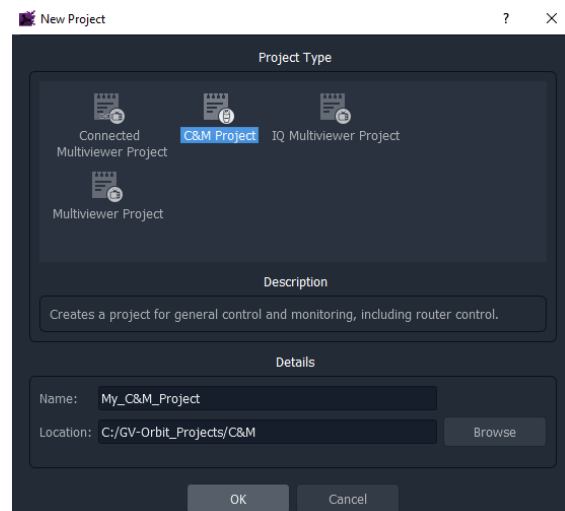 New Project
?
Project Type
Connected
Multiviewer Project
C&M Project
IQ Multiviewer Project
Multiviewer Project
Description
Creates a project for general control and monitoring, including router control.
Details
Name: My_C&M_Project
Location: C:/GV-Orbit_Projects/C&M
Browse
OK
Cancel